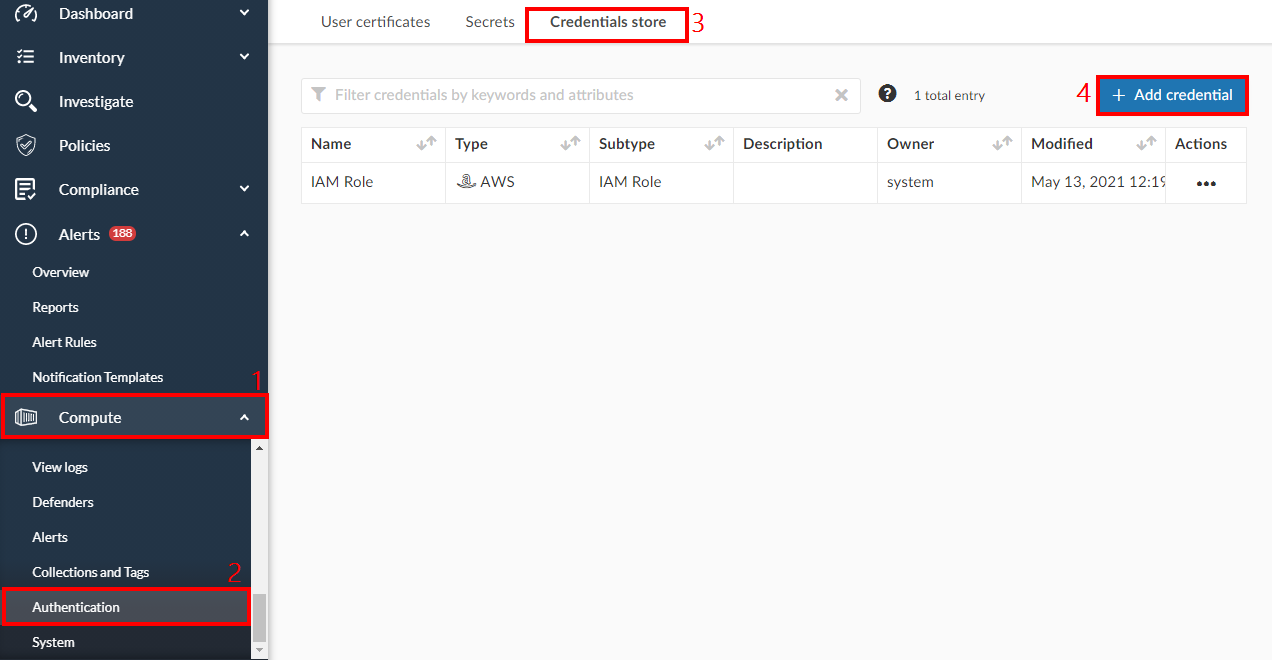 Dashboard
Inventory
Investigate
Policies
Compliance
Alerts 188
Overview
Reports
Alert Rules
Notification Templates
1
Compute
View logs
Defenders
Alerts
Collections and Tags
2
Authentication
System
User certificates Secrets Credentials store 3
Filter credentials by keywords and attributes ? 1 total entry 4 + Add credential
Name Type Subtype Description Owner Modified Actions
IAM Role AWS IAM Role system May 13, 2021 12:19 •••